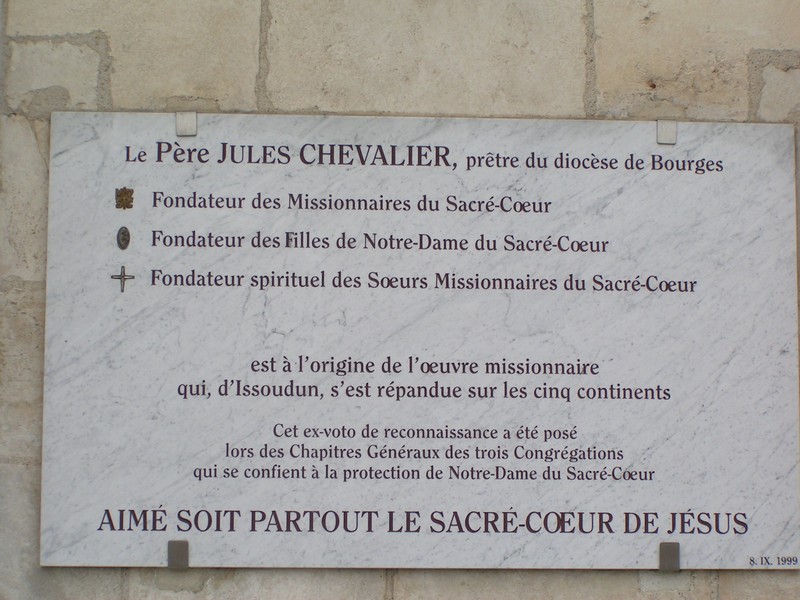 Le Père JULES CHEVALIER, prêtre du diocèse de Bourges
Fondateur des Missionnaires du Sacré-Cœur
Fondateur des Filles de Notre-Dame du Sacré-Cœur
Fondateur spirituel des Sœurs Missionnaires du Sacré-Cœur
est à l'origine de l'œuvre missionnaire
qui, d'Issoudun, s'est répandue sur les cinq continents
Cet ex-voto de reconnaissance a été posé
lors des Chapitres Généraux des trois Congrégations
qui se confient à la protection de Notre-Dame du Sacré-Cœur
AIMÉ SOIT PARTOUT LE SACRÉ-CŒUR DE JÉSUS
8. IX. 1999